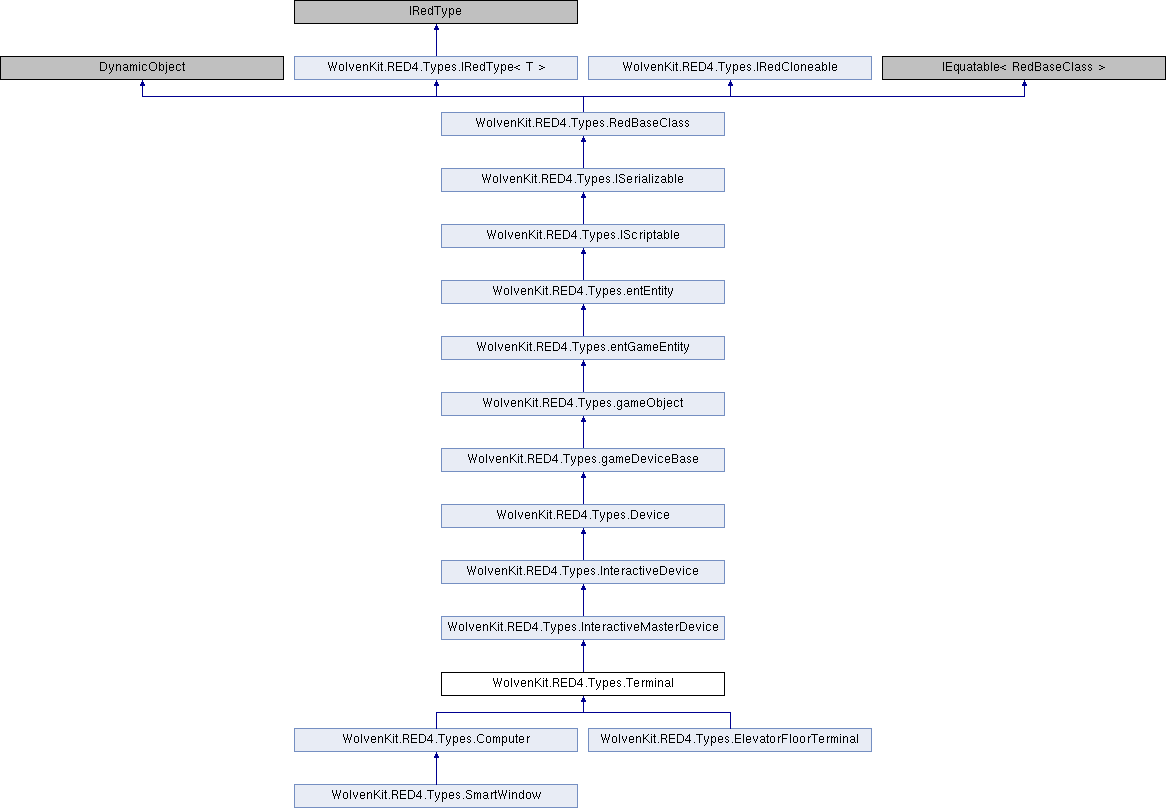 IRedType
DynamicObject
WolvenKit.RED4.Types.IRedType< T >
WolvenKit.RED4.Types.IRedCloneable
IEquatable< RedBaseClass >
WolvenKit.RED4.Types.RedBaseClass
WolvenKit.RED4.Types.ISerializable
WolvenKit.RED4.Types.IScriptable
WolvenKit.RED4.Types.entEntity
WolvenKit.RED4.Types.entGameEntity
WolvenKit.RED4.Types.gameObject
WolvenKit.RED4.Types.gameDeviceBase
WolvenKit.RED4.Types.Device
WolvenKit.RED4.Types.InteractiveDevice
WolvenKit.RED4.Types.InteractiveMasterDevice
WolvenKit.RED4.Types.Terminal
WolvenKit.RED4.Types.Computer
WolvenKit.RED4.Types.ElevatorFloorTerminal
WolvenKit.RED4.Types.SmartWindow